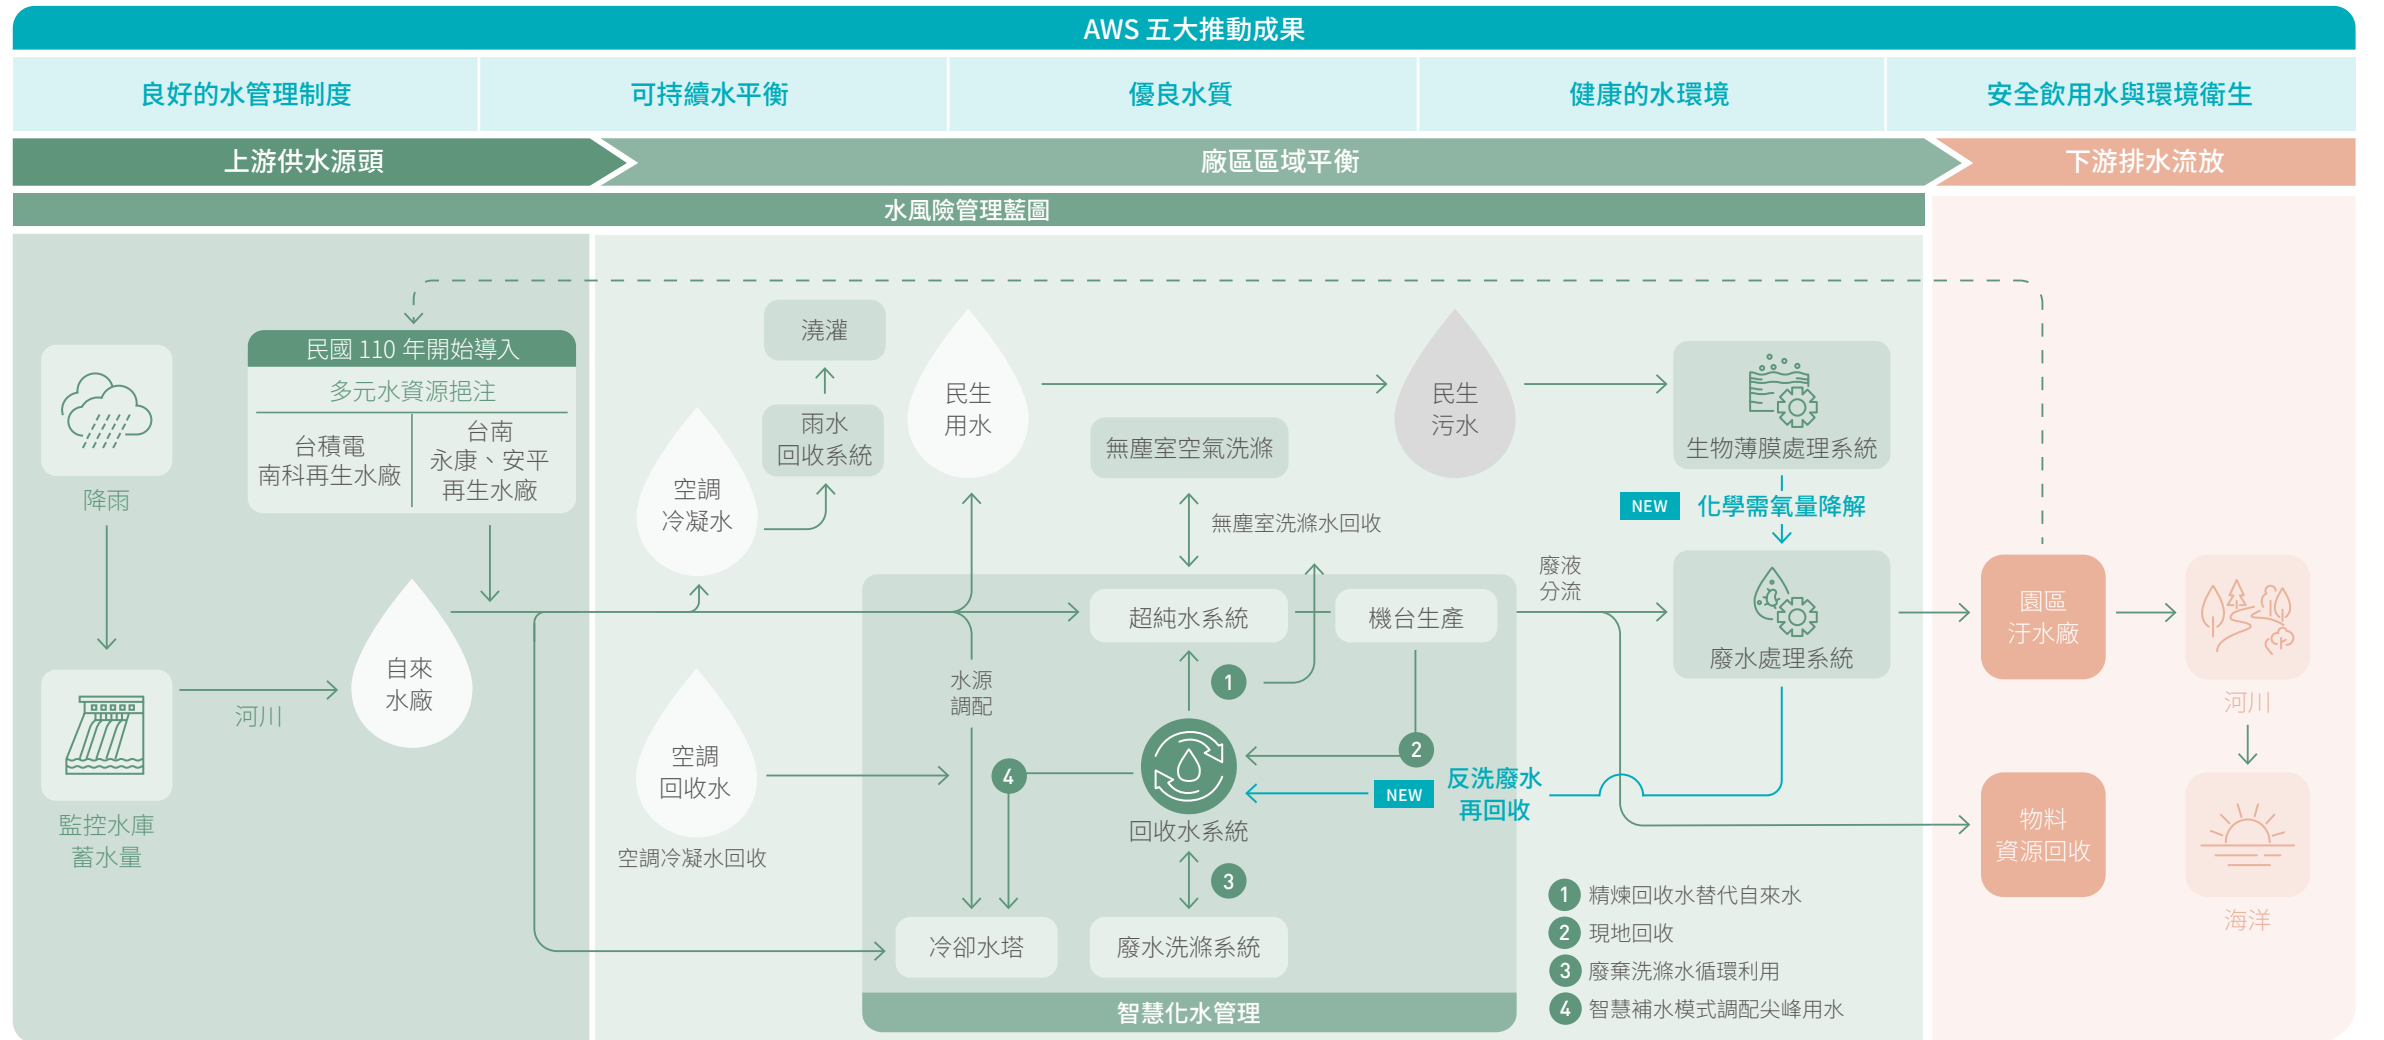 AWS 五大推動成果
良好的水管理制度
可持續水平衡
優良水質
健康的水環境
安全飲用水與環境衛生
上游供水源頭
廠區區域平衡
下游排水流放
水風險管理藍圖
降雨
監控水庫
蓄水量
河川
民國 110 年開始導入
多元水資源挹注
台積電
南科再生水廠
台南
永康、安平
再生水廠
自來
水廠
空調
冷凝水
澆灌
雨水
回收系統
空調
回收水
空調冷凝水回收
民生
用水
民生
污水
無塵室空氣洗滌
無塵室洗滌水回收
超純水系統
機台生產
水源
調配
1
2
3
4
回收水系統
冷卻水塔
廢水洗滌系統
智慧化水管理
生物薄膜處理系統
NEW
化學需氧量降解
廢液
分流
廢水處理系統
NEW
反洗廢水
再回收
1 精煉回收水替代自來水
2 現地回收
3 廢棄洗滌水循環利用
4 智慧補水模式調配尖峰用水
園區
汙水廠
物料
資源回收
河川
海洋